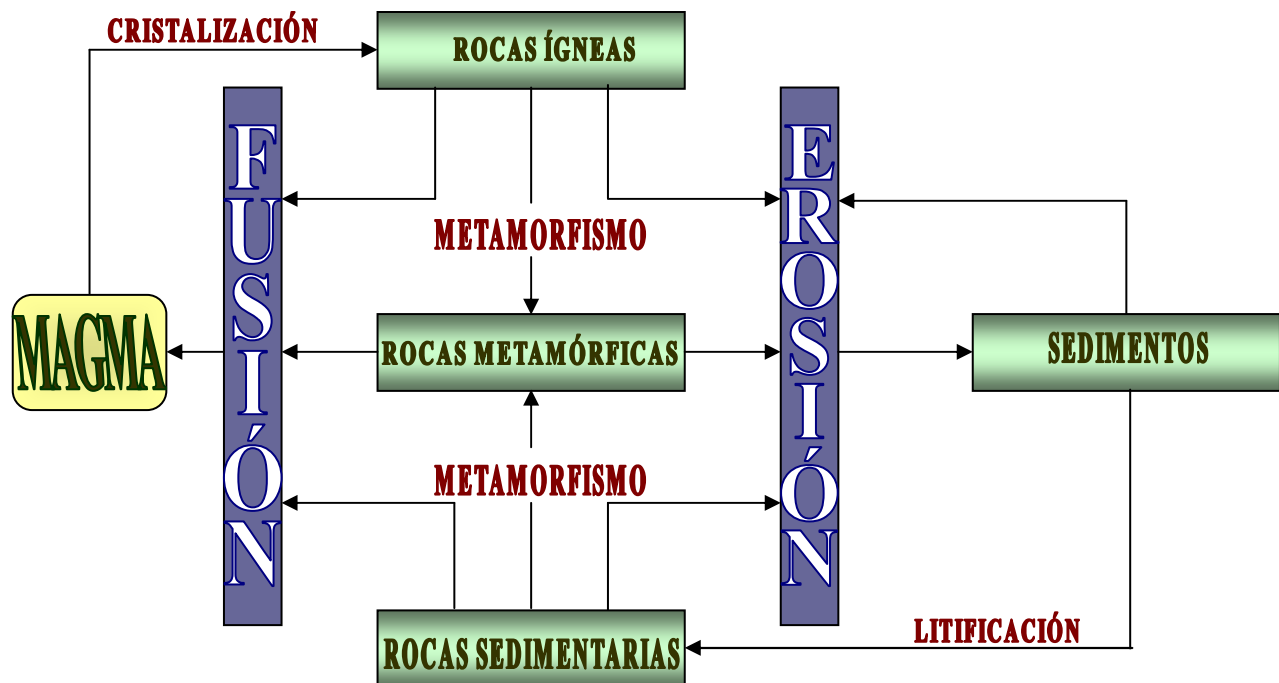 CRISTALIZACIÓN
ROCAS ÍGNEAS
FUSIÓN
EROSIÓN
METAMORFISMO
MAGMA
ROCAS METAMÓRFICAS
SEDIMENTOS
METAMORFISMO
LITIFICACIÓN
ROCAS SEDIMENTARIAS